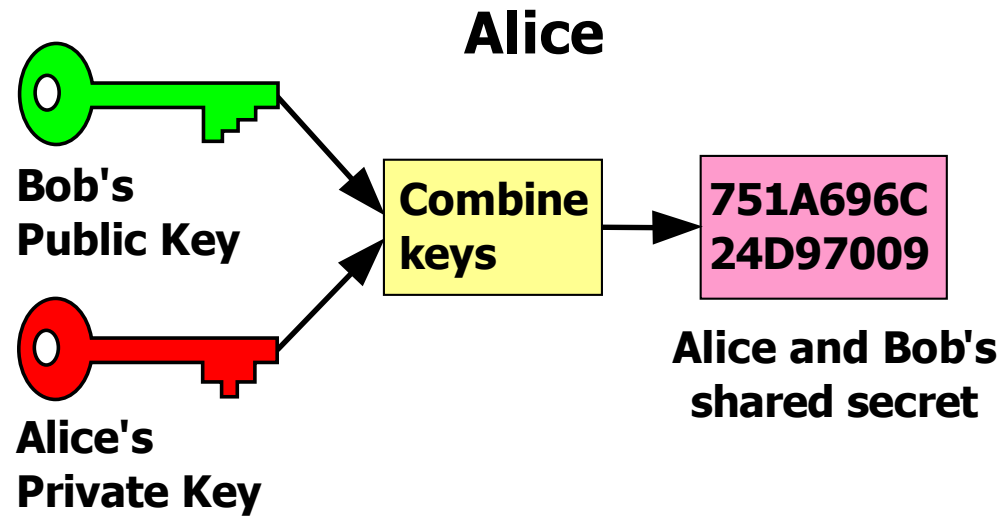 Alice
Bob's
Public Key
Combine
keys
751A696C
24D97009
Alice and Bob's
shared secret
Alice's
Private Key